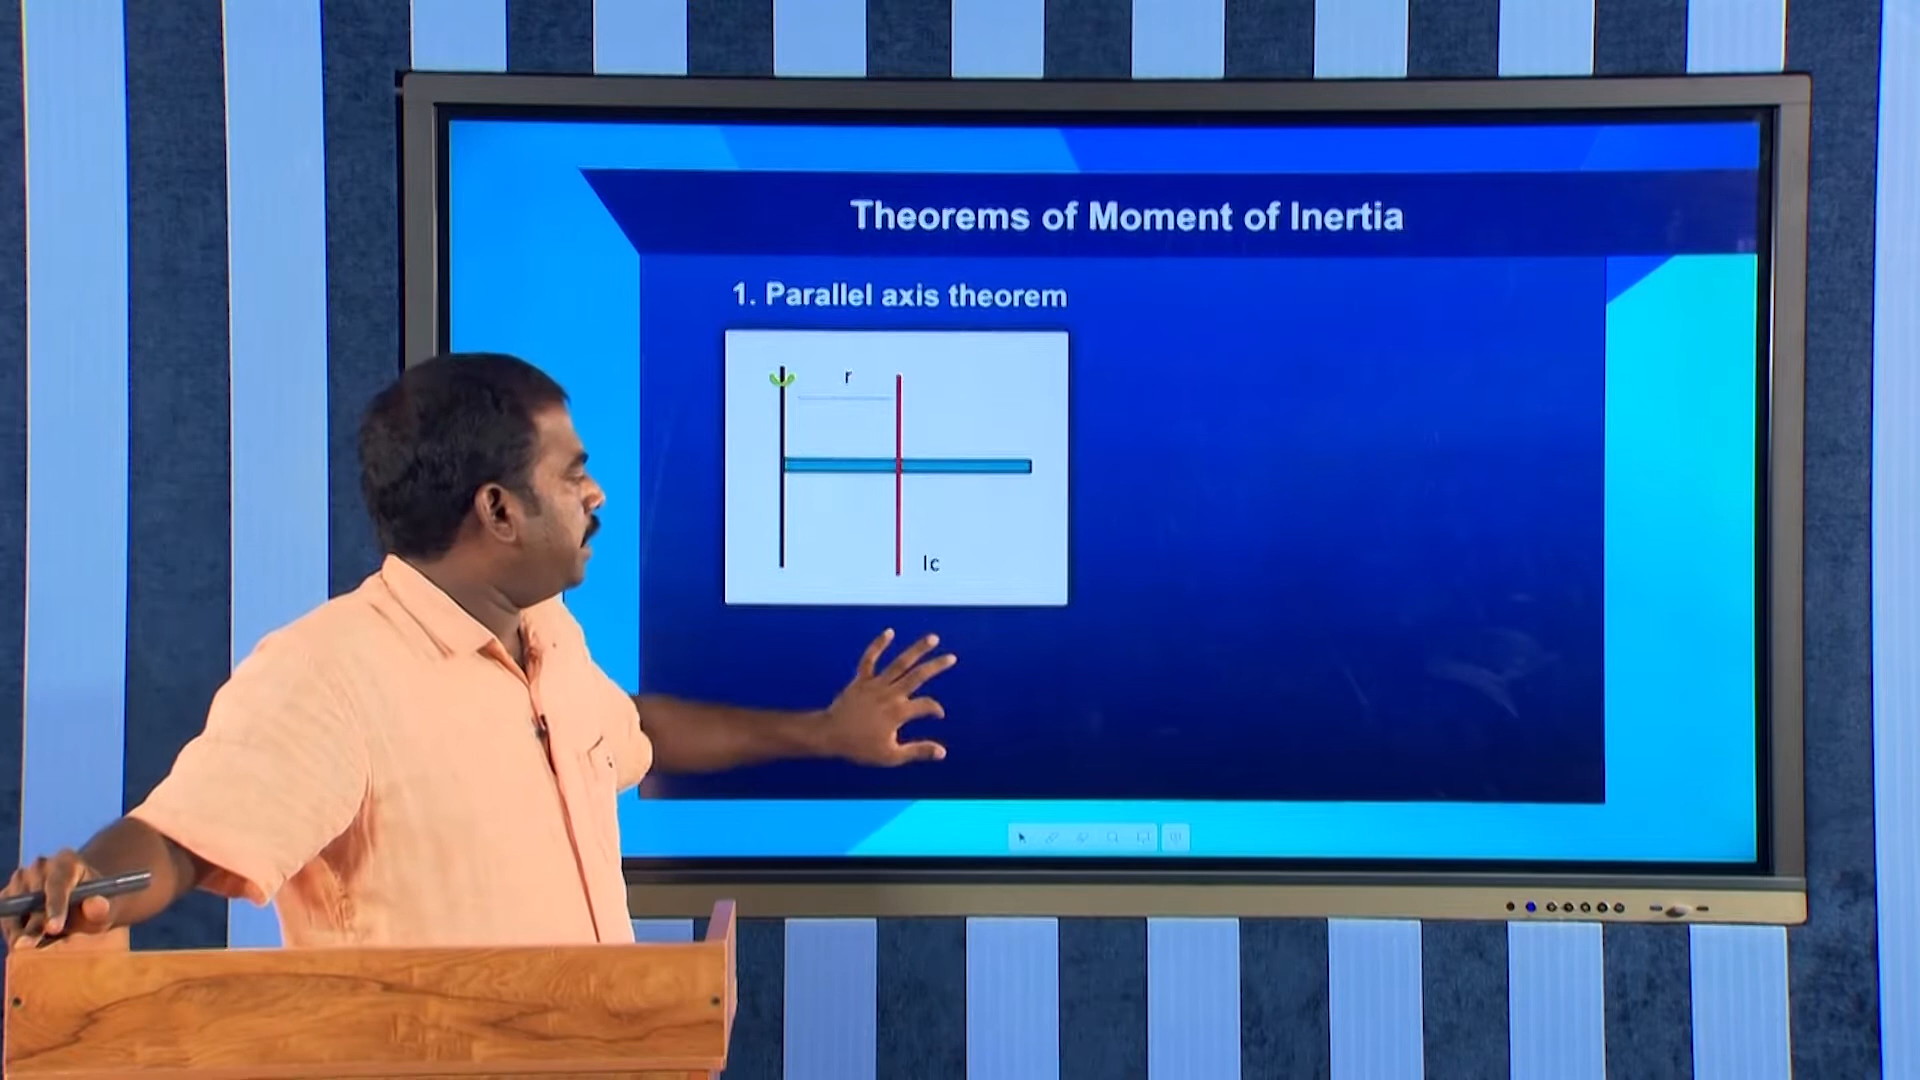 Theorems of Moment of Inertia
1. Parallel axis theorem
r
Ic